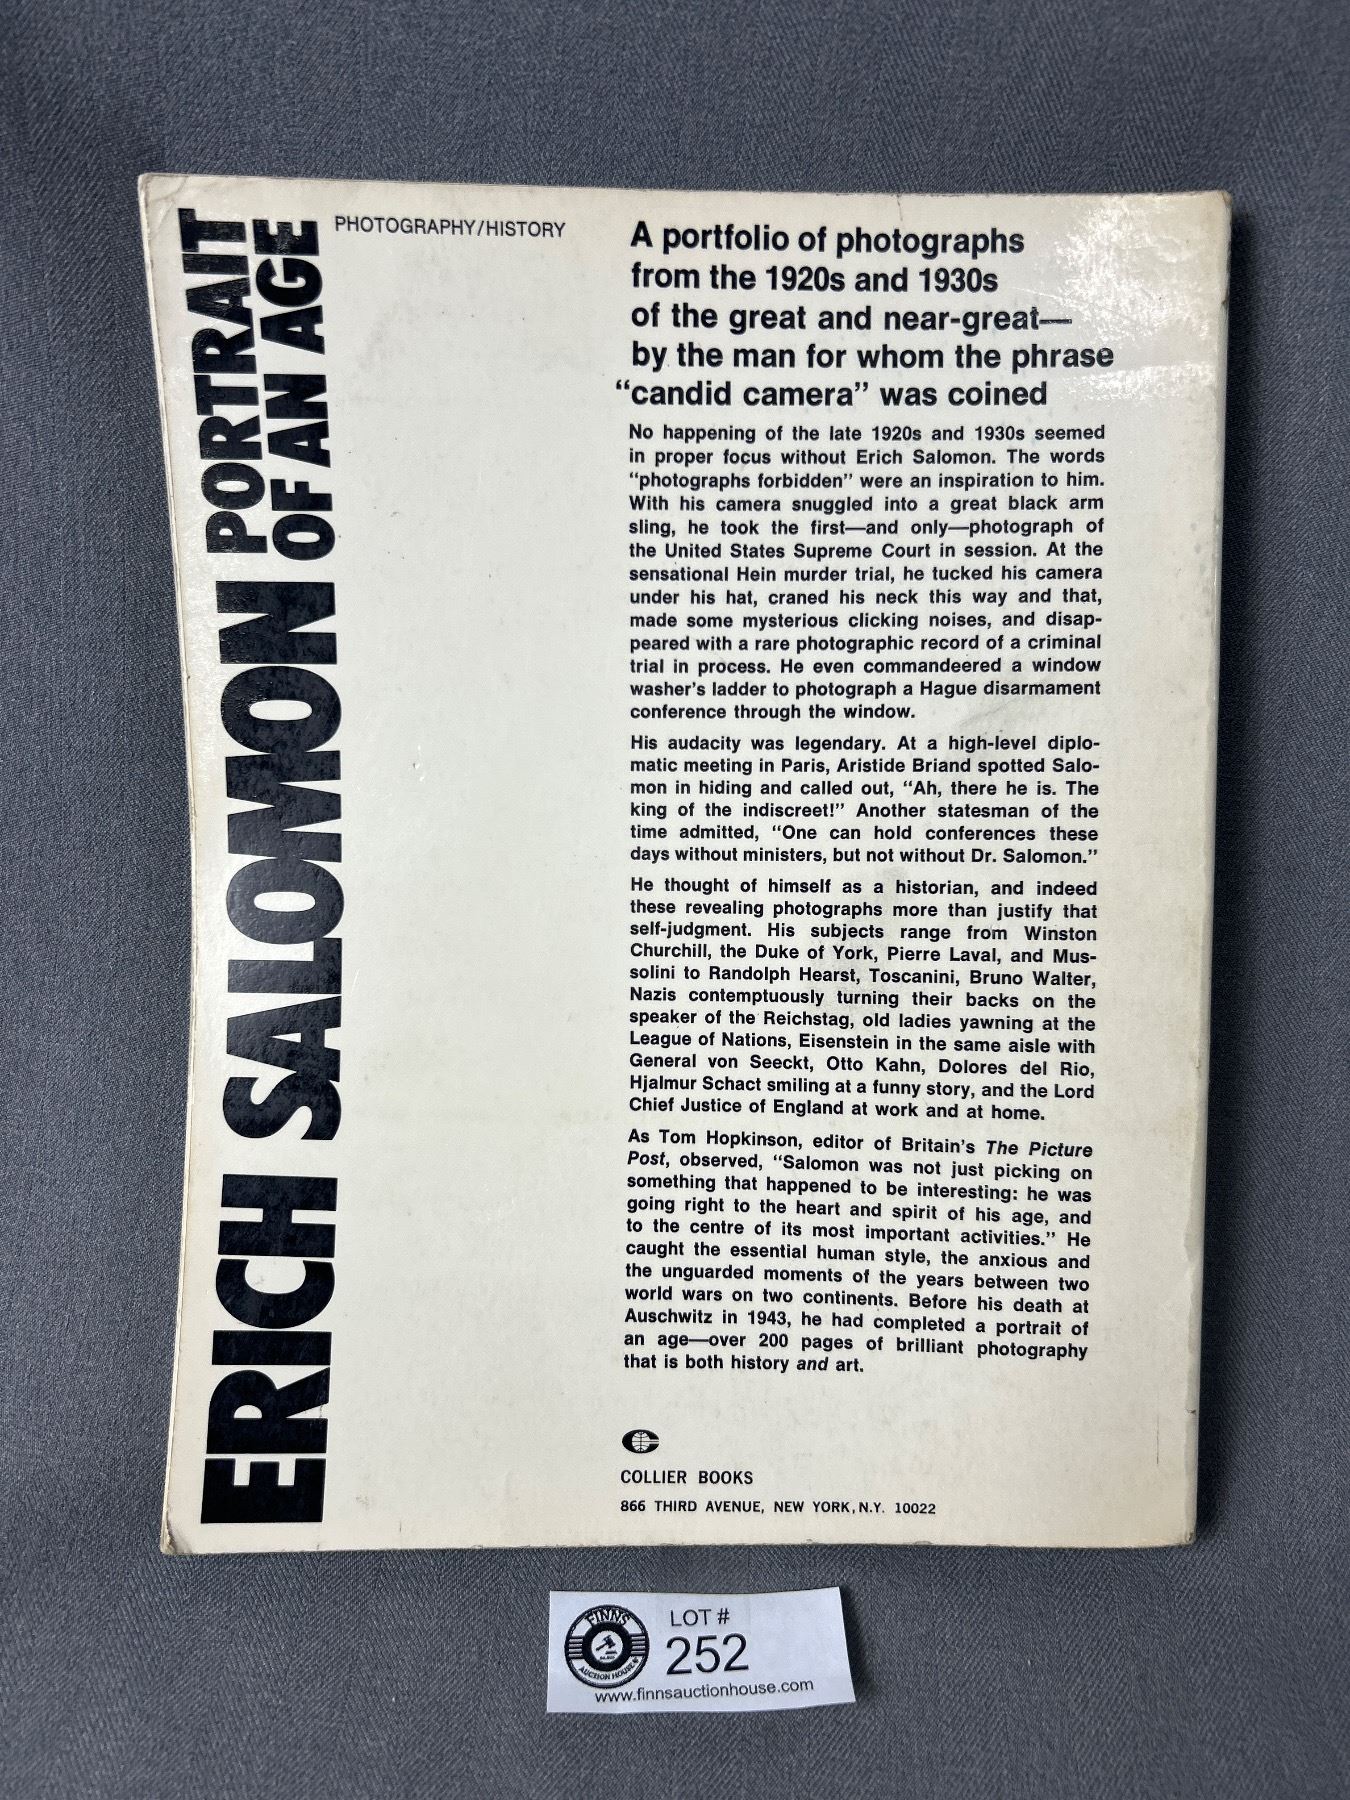 ERICH SALOMON PORTRAIT
OF AN AGE
PHOTOGRAPHY/HISTORY
A portfolio of photographs
from the 1920s and 1930s
of the great and near-great—
by the man for whom the phrase
“candid camera” was coined
No happening of the late 1920s and 1930s seemed
in proper focus without Erich Salomon. The words
“photographs forbidden” were an inspiration to him.
With his camera snuggled into a great black arm
sling, he took the first—and only—photograph of
the United States Supreme Court in session. At the
sensational Hein murder trial, he tucked his camera
under his hat, craned his neck this way and that,
made some mysterious clicking noises, and disap-
peared with a rare photographic record of a criminal
trial in process. He even commandeered a window
washer’s ladder to photograph a Hague disarmament
conference through the window.
His audacity was legendary. At a high-level diplo-
matic meeting in Paris, Aristide Briand spotted Salo-
mon in hiding and called out, “Ah, there he is. The
king of the indiscreet!” Another statesman of the
time admitted, “One can hold conferences these
days without ministers, but not without Dr. Salomon.”
He thought of himself as a historian, and indeed
these revealing photographs more than justify that
self-judgment. His subjects range from Winston
Churchill, the Duke of York, Pierre Laval, and Mus-
solini to Randolph Hearst, Toscanini, Bruno Walter,
Nazis contemptuously turning their backs on the
speaker of the Reichstag, old ladies yawning at the
League of Nations, Eisenstein in the same aisle with
General von Seeckt, Otto Kahn, Dolores del Rio,
Hjalmur Schact smiling at a funny story, and the Lord
Chief Justice of England at work and at home.
As Tom Hopkinson, editor of Britain’s The Picture
Post, observed, “Salomon was not just picking on
something that happened to be interesting: he was
going right to the heart and spirit of his age, and
to the centre of its most important activities.” He
caught the essential human style, the anxious and
the unguarded moments of the years between two
world wars on two continents. Before his death at
Auschwitz in 1943, he had completed a portrait of
an age—over 200 pages of brilliant photography
that is both history and art.
COLLIER BOOKS
866 THIRD AVENUE, NEW YORK, N.Y. 10022
FINNS
AUCTION HOUSE
LOT #
252
www.finnsauctionhouse.com